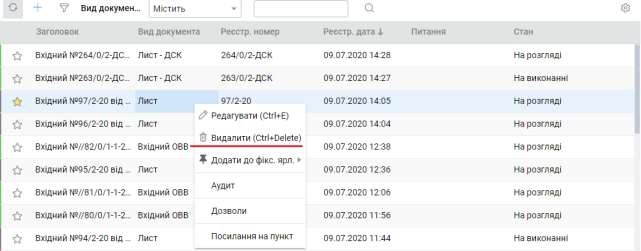 Вид докумен... Містить
Заголовок Вид документа Реєстр. номер Реєстр. дата ↓ Питання Стан
Вхідний №264/0/2-ДС... Лист - ДСК 264/0/2-ДСК 09.07.2020 14:28 На розгляді
Вхідний №263/0/2-ДС... Лист - ДСК 263/0/2-ДСК 09.07.2020 14:27 На виконанні
Вхідний №97/2-20 від ... Лист 97/2-20 09.07.2020 14:05 На розгляді
Редагувати (Ctrl+E)
Вхідний №96/2-20 від ... Лист 09.07.2020 14:04 На розгляді
Видалити (Ctrl+Delete)
Вхідний №//82/0/1-1-2... Вхідний ОВВ 09.07.2020 12:38 На розгляді
Додати до фікс. ярл.
Вхідний №95/2-20 від ... Лист 09.07.2020 12:36 На розгляді
Аудит
Вхідний №//81/0/1-1-2... Вхідний ОВВ 09.07.2020 12:06 На розгляді
Дозволи
Вхідний №//80/0/1-1-2... Вхідний ОВВ 09.07.2020 11:56 На розгляді
Посилання на пункт
Вхідний №94/2-20 від ... Лист 09.07.2020 11:44 На виконанні